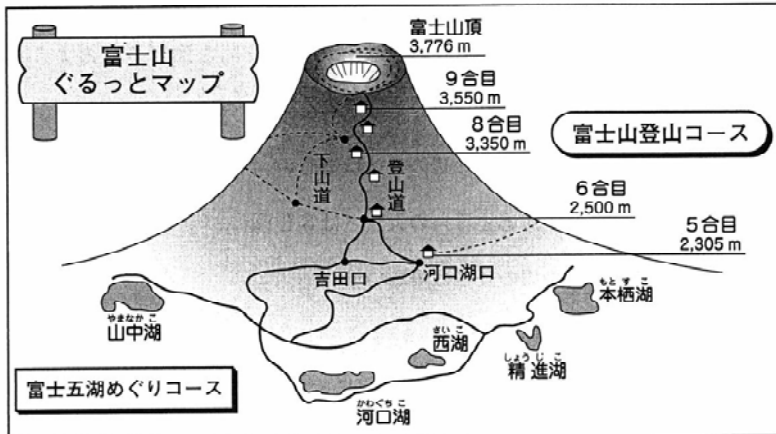 富士山
ぐるっとマップ
富士山頂
3,776 m
9合目
3,550 m
8合目
3,350 m
富士山登山コース
6合目
2,500 m
5合目
2,305 m
下山道
登山道
吉田口
河口湖口
やまなかこ
山中湖
もとすこ
本栖湖
さいこ
西湖
しょうじこ
精進湖
かわぐちこ
河口湖
富士五湖めぐりコース